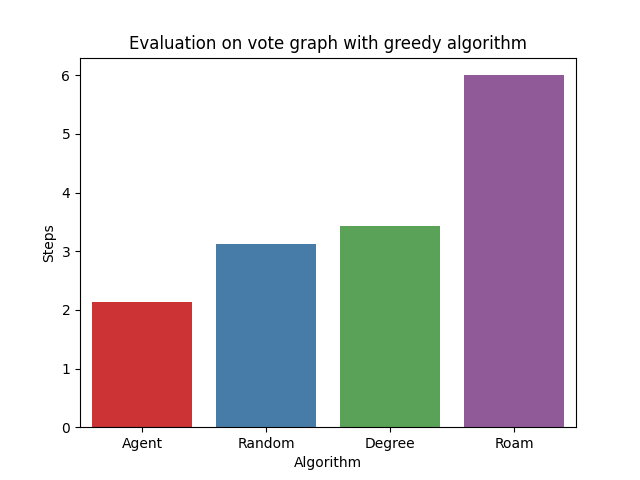 Evaluation on vote graph with greedy algorithm
6
5
4
3
2
1
0
Steps
Agent Random Degree Roam
Algorithm